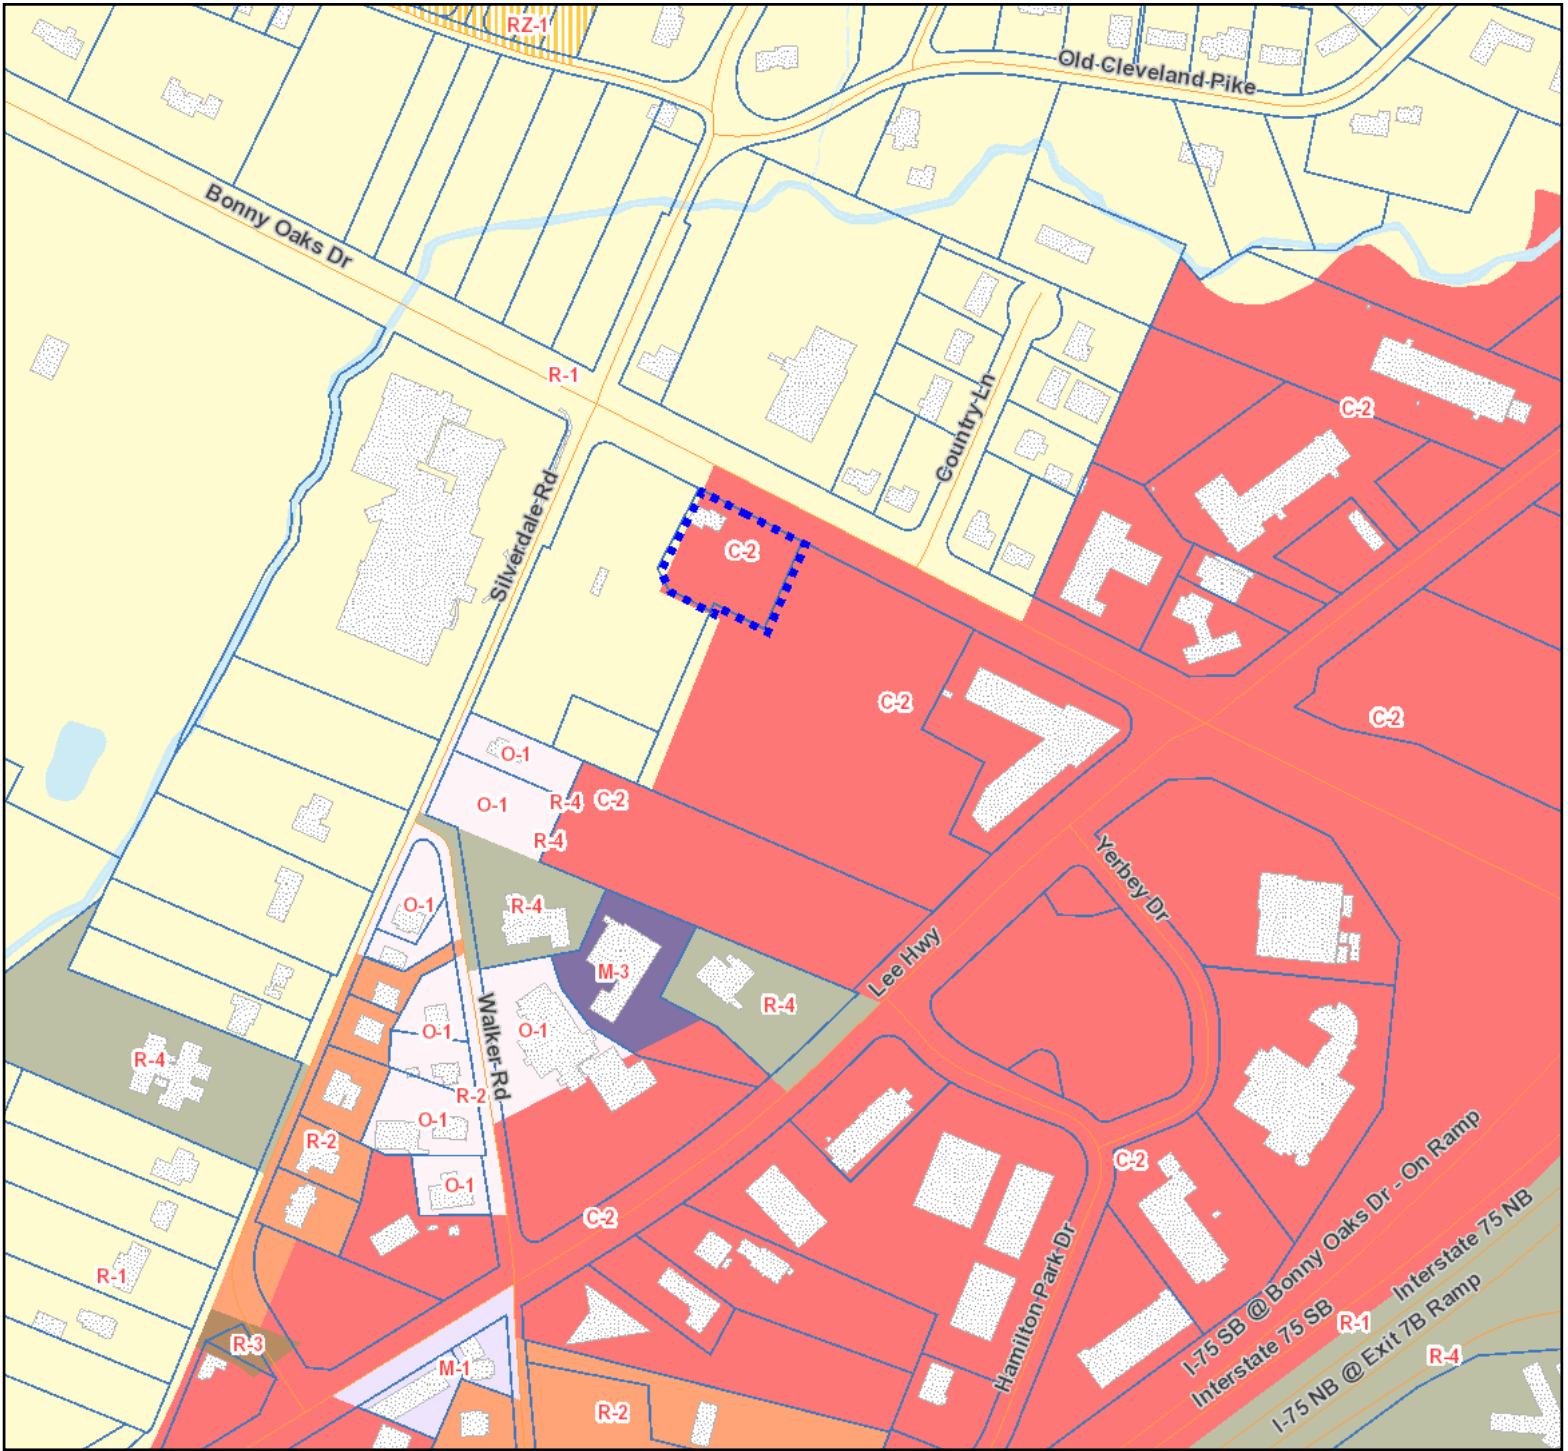 RZ-1
Old Cleveland Pike
Bonny Oaks Dr
R-1
Country Ln
C-2
Silverdale Rd
C-2
C-2
C-2
O-1
O-1
R-4
C-2
R-4
Yerbey Dr
O-1
R-4
Lee Hwy
M-3
R-4
Walker Rd
O-1
O-1
R-4
R-2
O-1
R-2
C-2
O-1
C-2
I-75 SB @ Bonny Oaks Dr - On Ramp
Interstate 75 NB
Hamilton Park Dr
R-1
Interstate 75 SB
R-1
I-75 NB @ Exit 7B Ramp
R-3
R-4
M-1
R-2